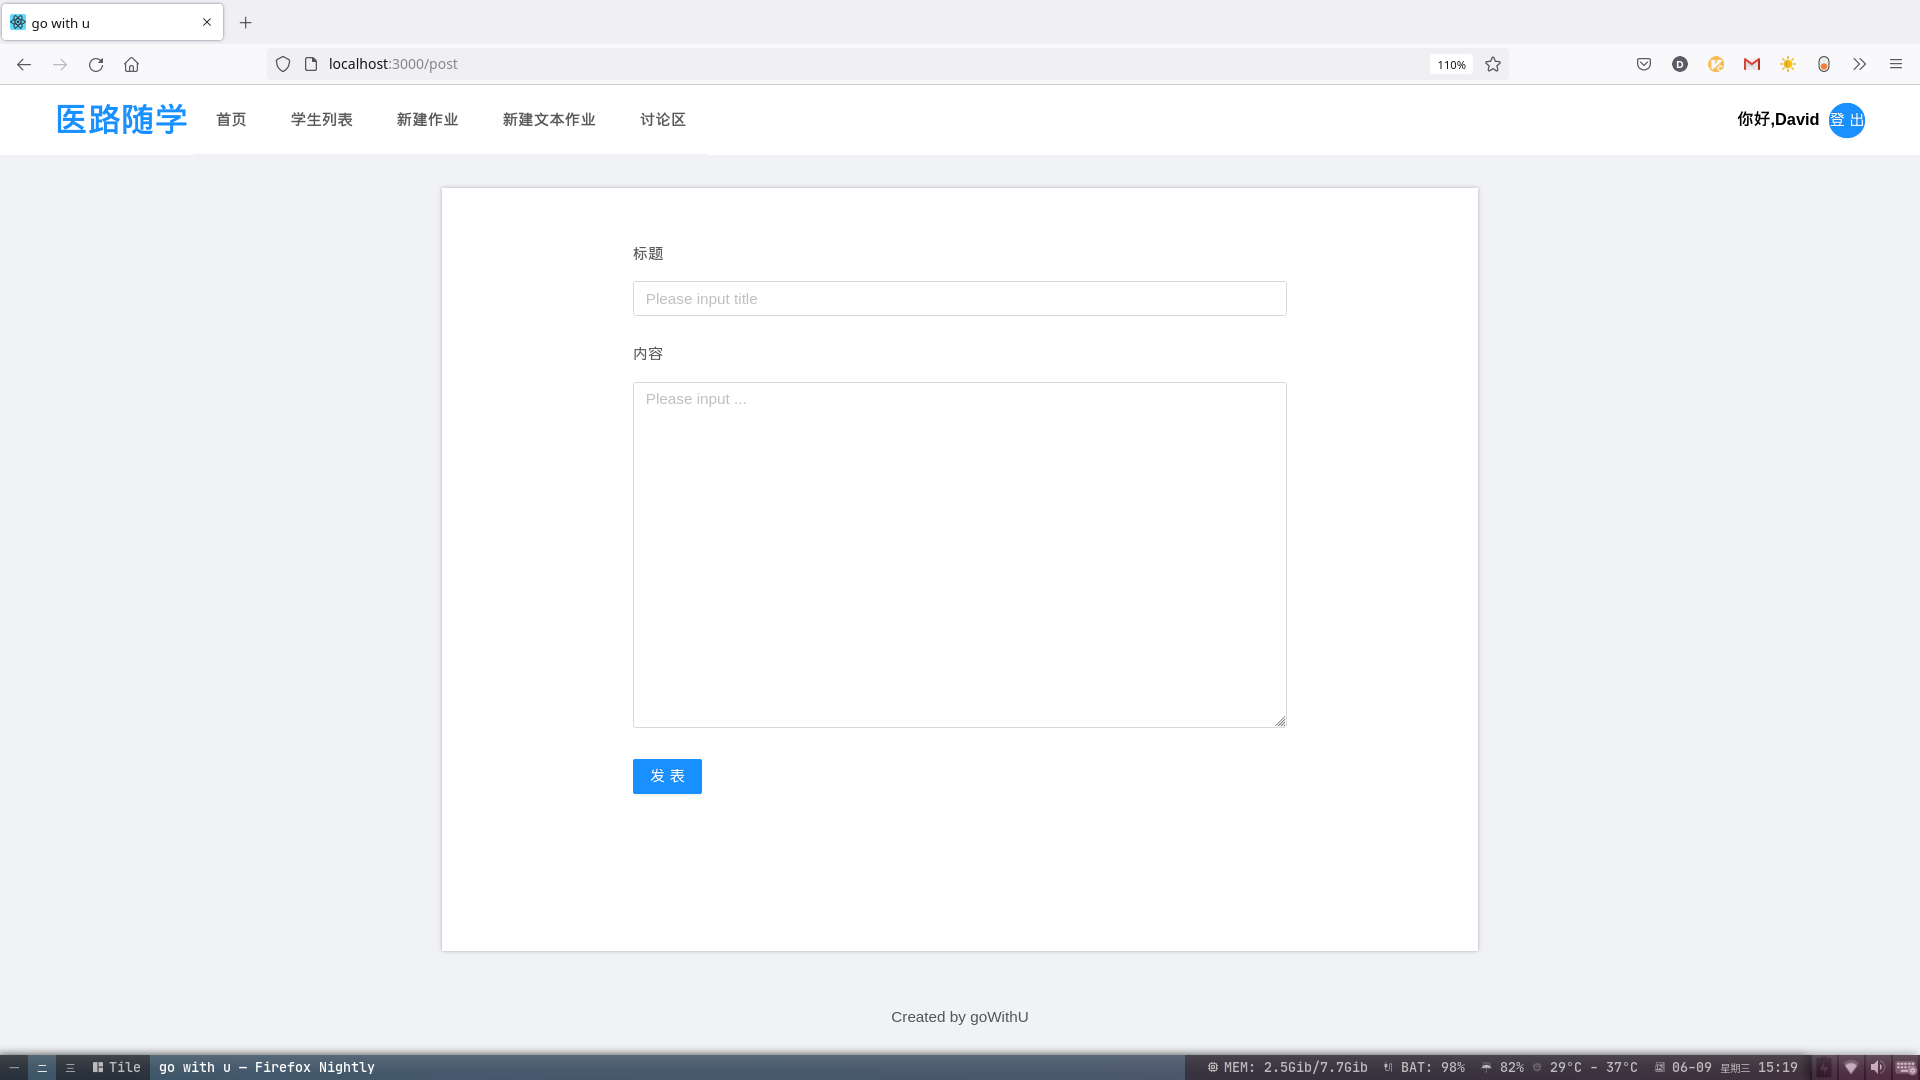 go with u
localhost:3000/post
110%
医路随学 首页 学生列表 新建作业 新建文本作业 讨论区 你好,David 登 出
标题
Please input title
内容
Please input ...
发 表
Created by goWithU
一 二 三 Tile go with u — Firefox Nightly MEM: 2.5Gib/7.7Gib BAT: 98% 82% 29°C - 37°C 06-09 星期三 15:19